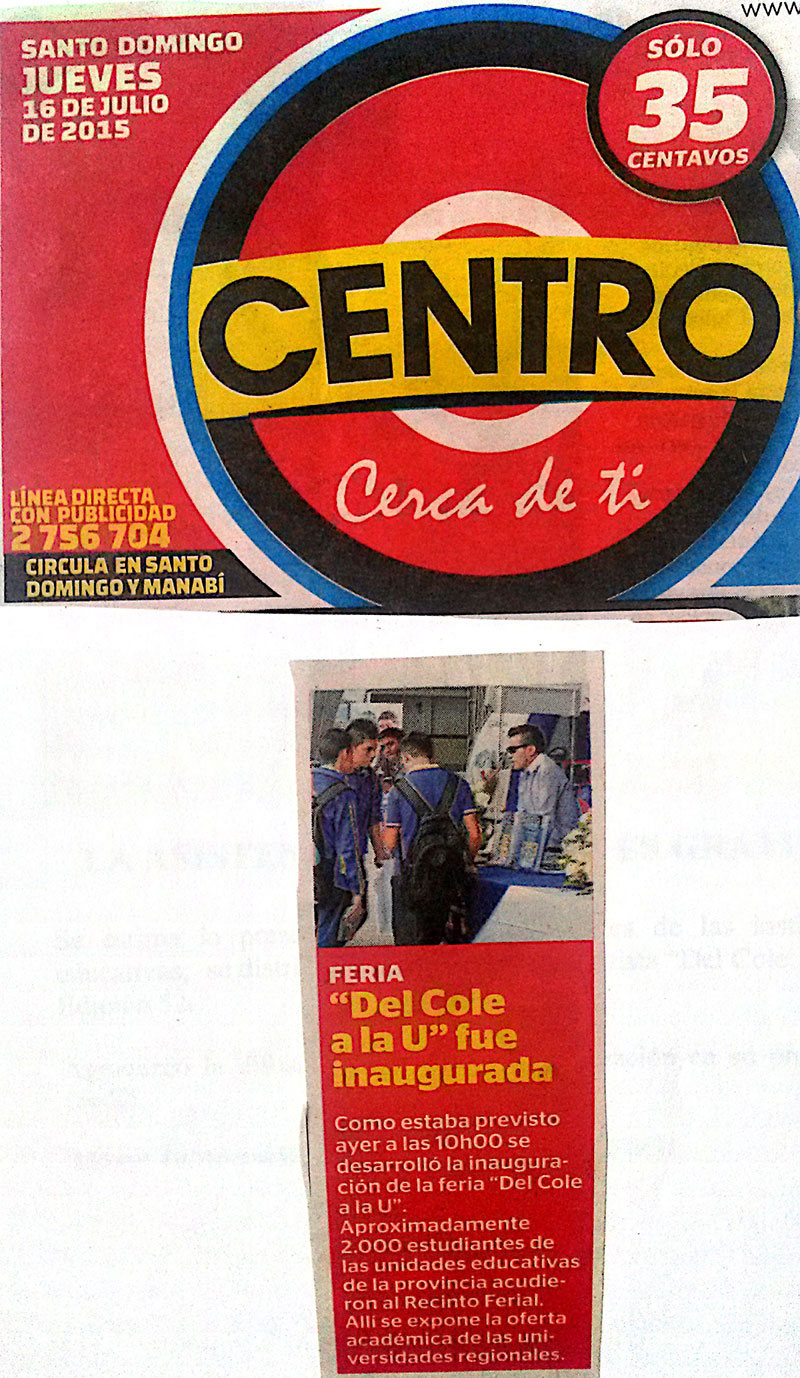 WWW
SANTO DOMINGO
JUEVES
16 DE JULIO
DE 2015
SÓLO
35
CENTAVOS
CENTRO
Cerca de ti
LÍNEA DIRECTA
CON PUBLICIDAD
2 756 704
CIRCULA EN SANTO
DOMINGO Y MANABÍ
FERIA
“Del Cole
a la U” fue
inaugurada
Como estaba previsto
ayer a las 10h00 se
desarrolló la inaugura-
ción de la feria “Del Cole
a la U”.
Aproximadamente
2.000 estudiantes de
las unidades educativas
de la provincia acudie-
ron al Recinto Ferial.
Allí se expone la oferta
académica de las uni-
versidades regionales.